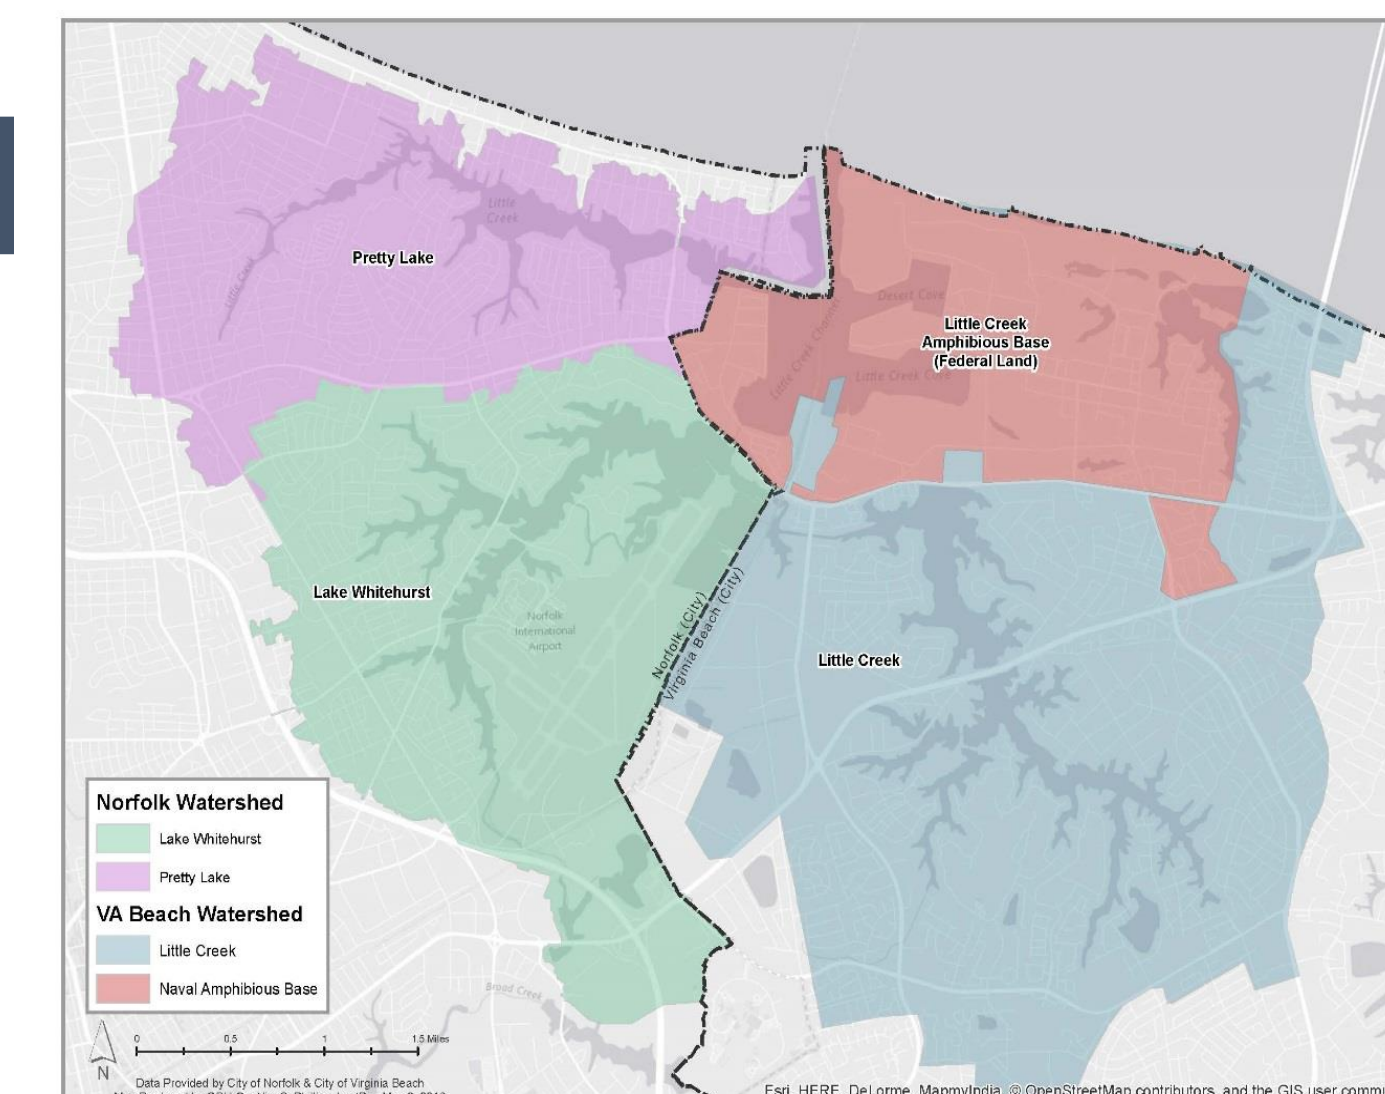 Little
Creek
Pretty Lake
Little Creek
Desert Cove
Little Creek
Amphibious Base
(Federal Land)
Little Creek Channel
Little Creek Cove
Lake Whitehurst
Norfolk
International
Airport
Norfolk (City)
Virginia Beach (City)
Little Creek
Norfolk Watershed
Lake Whitehurst
Pretty Lake
VA Beach Watershed
Little Creek
Naval Amphibious Base
Broad Creek
0 0.5 1 1.5 Miles
N
Data Provided by City of Norfolk & City of Virginia Beach
Esri, HERE, DeLorme, MapmyIndia, © OpenStreetMap contributors, and the GIS user commu